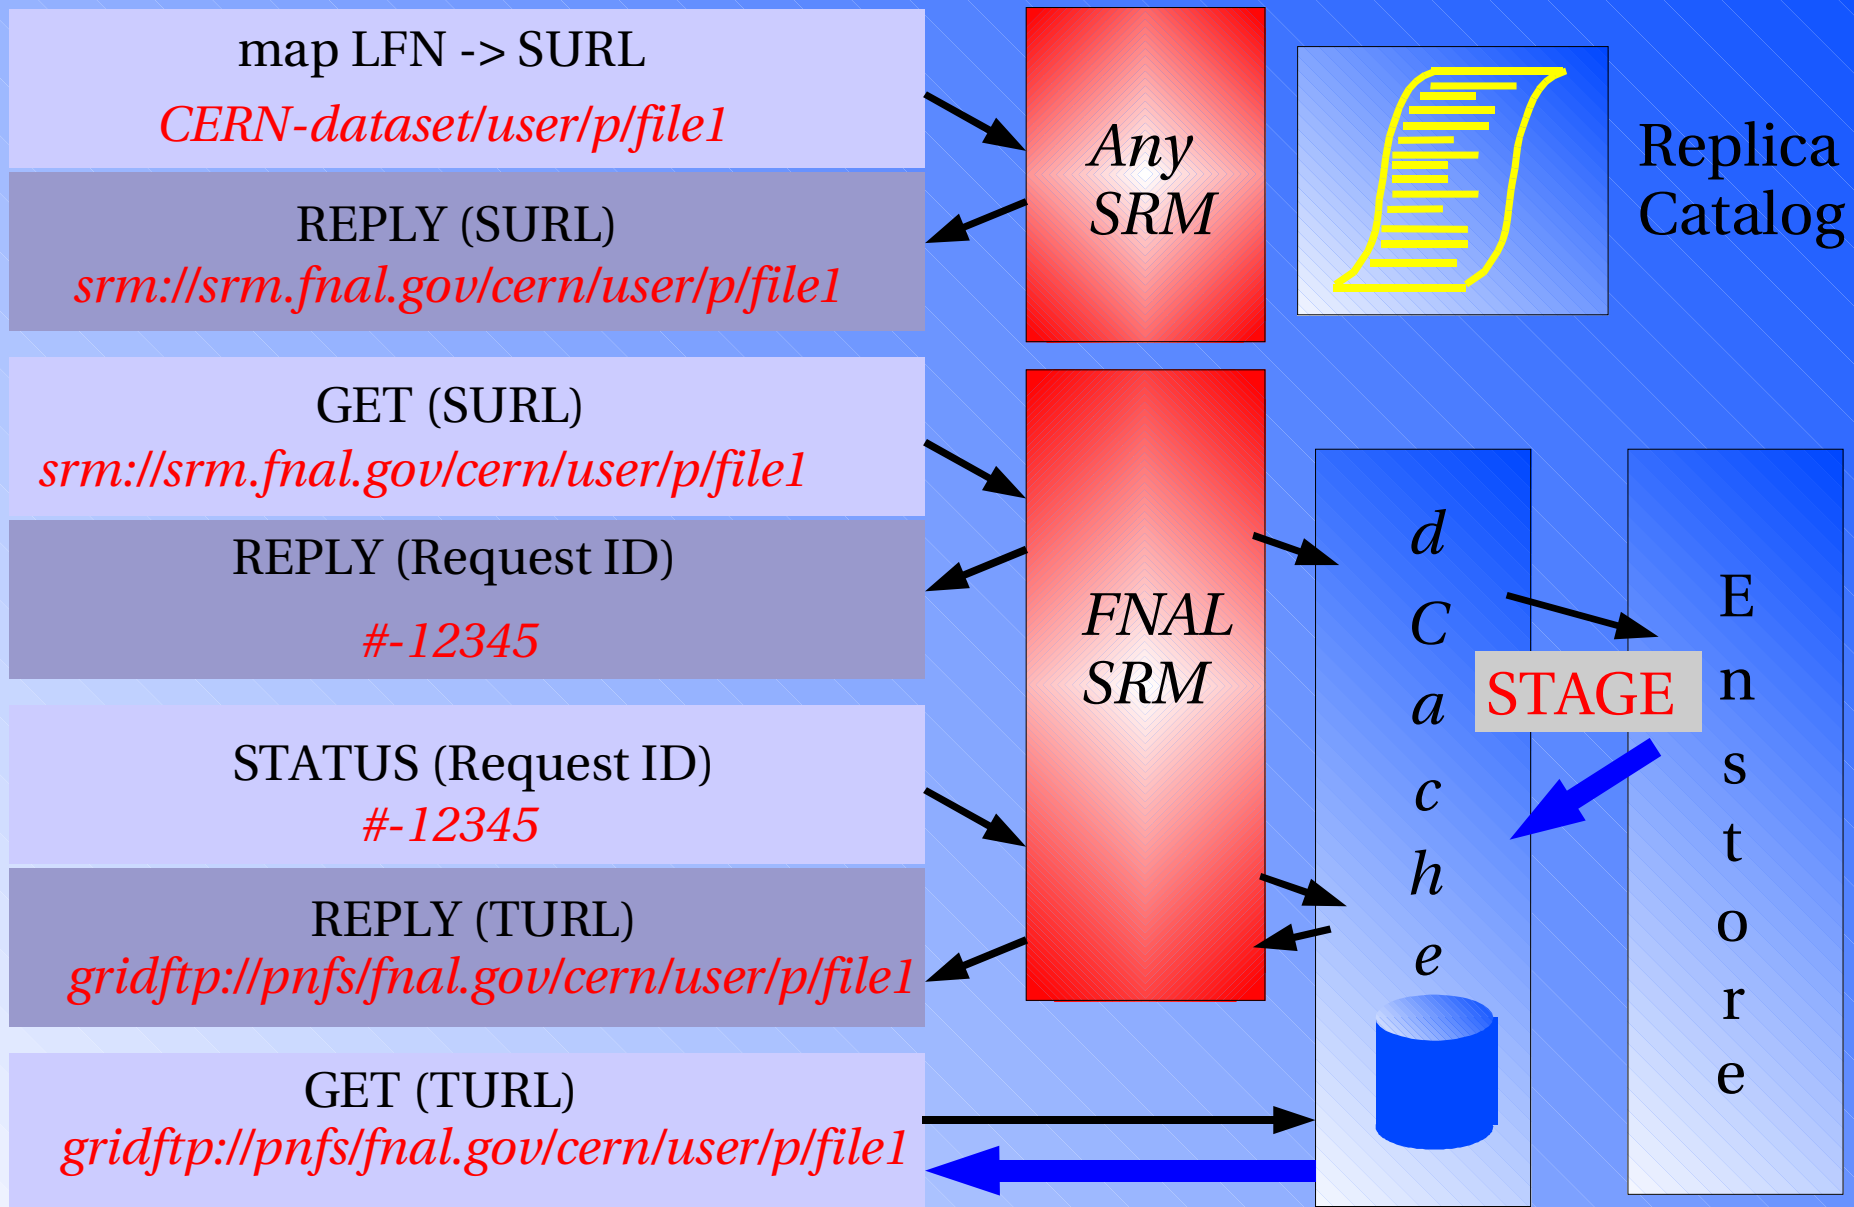 map LFN -> SURL
CERN-dataset/user/p/file1
REPLY (SURL)
srm://srm.fnal.gov/cern/user/p/file1
Any
SRM
Replica
Catalog
GET (SURL)
srm://srm.fnal.gov/cern/user/p/file1
REPLY (Request ID)
#-12345
STATUS (Request ID)
#-12345
REPLY (TURL)
gridftp://pnfs/fnal.gov/cern/user/p/file1
GET (TURL)
gridftp://pnfs/fnal.gov/cern/user/p/file1
FNAL
SRM
d
C
a
c
h
e
STAGE
E
n
s
t
o
r
e